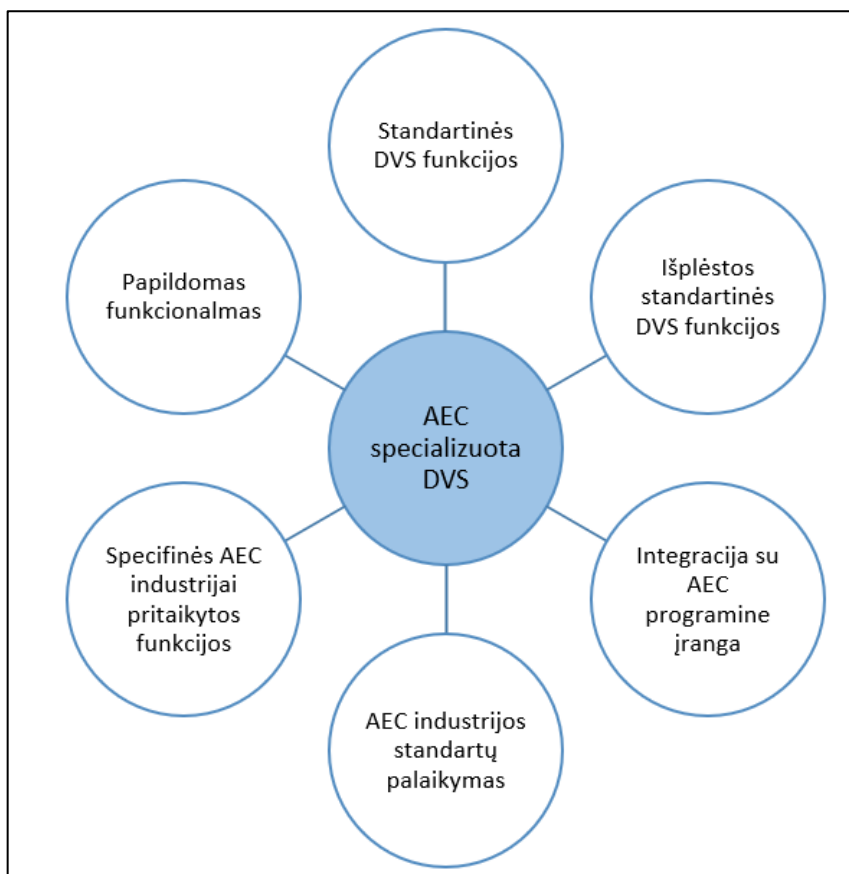 Standartinės
DVS funkcijos
Papildomas
funkcionalmas
Išplėstos
standartinės
DVS funkcijos
AEC
specializuota
DVS
Specifinės AEC
industrijai
pritaikytos
funkcijos
Integracija su
AEC
programine
įranga
AEC industrijos
standartų
palaikymas